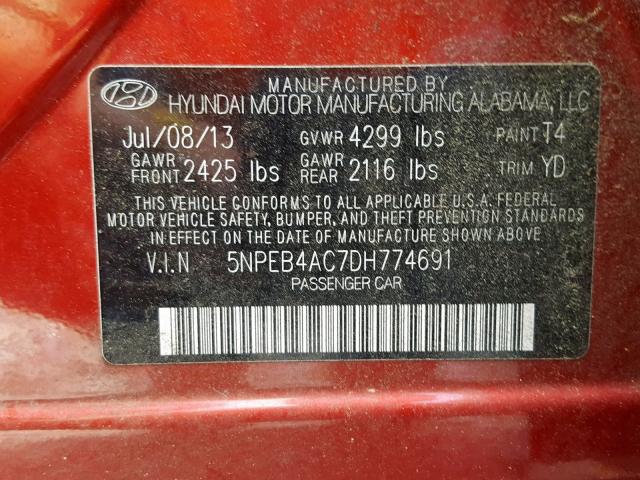 MANUFACTURED BY
HYUNDAI MOTOR MANUFACTURING ALABAMA, LLC
Jul/08/13 GVWR 4299 lbs PAINT T4
GAWR FRONT 2425 lbs GAWR REAR 2116 lbs TRIM YD
THIS VEHICLE CONFORMS TO ALL APPLICABLE U.S.A. FEDERAL
MOTOR VEHICLE SAFETY, BUMPER, AND THEFT PREVENTION STANDARDS
IN EFFECT ON THE DATE OF MANUFACTURE SHOWN ABOVE.
V.I.N 5NPEB4AC7DH774691
PASSENGER CAR